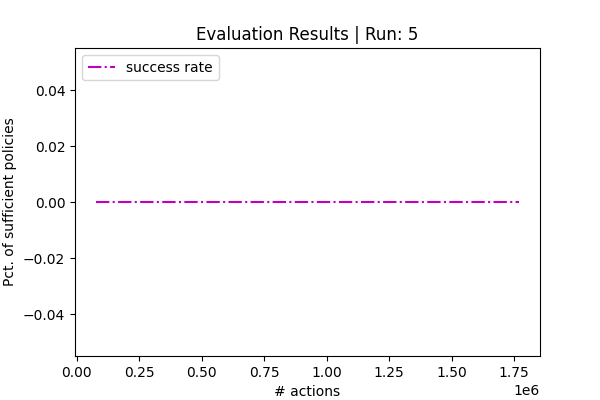 Evaluation Results | Run: 5
success rate
Pct. of sufficient policies
0.04
0.02
0.00
−0.02
−0.04
0.00 0.25 0.50 0.75 1.00 1.25 1.50 1.75
1e6
# actions